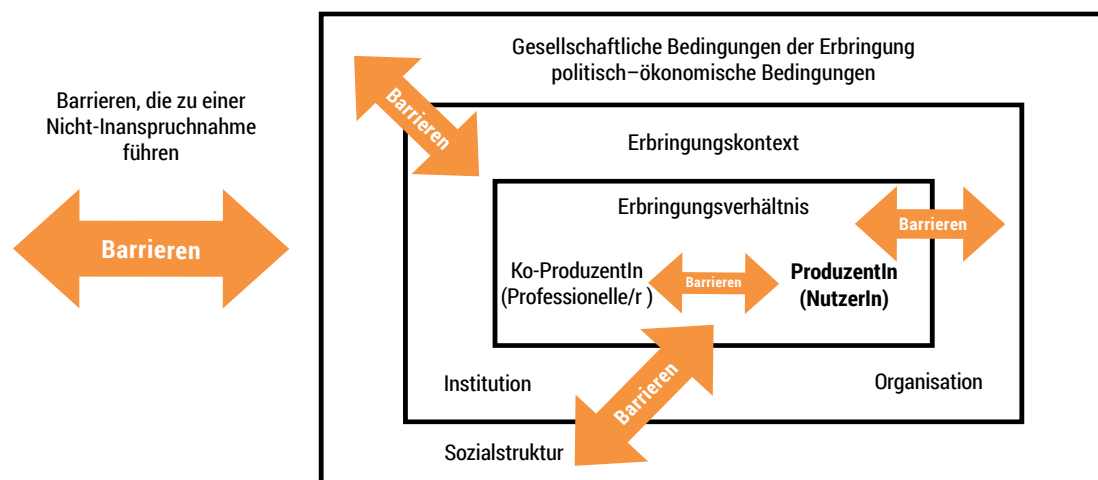 Gesellschaftliche Bedingungen der Erbringung
politisch–ökonomische Bedingungen
Barrieren, die zu einer
Nicht-Inanspruchnahme
führen
Barrieren
Barrieren
Erbringungskontext
Erbringungsverhältnis
Barrieren
Ko-ProduzentIn
(Professionelle/r )
Barrieren
ProduzentIn
(NutzerIn)
Barrieren
Institution
Organisation
Sozialstruktur